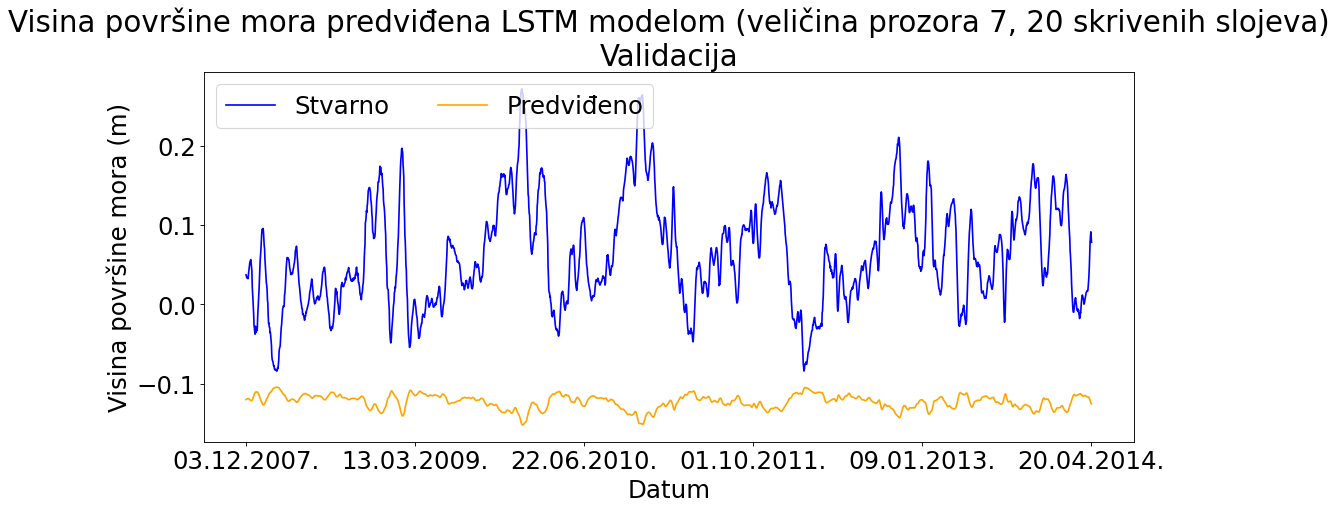 Visina površine mora predviđena LSTM modelom (veličina prozora 7, 20 skrivenih slojeva)
Validacija
Stvarno Predviđeno
Visina površine mora (m)
0.2
0.1
0.0
−0.1
03.12.2007. 13.03.2009. 22.06.2010. 01.10.2011. 09.01.2013. 20.04.2014.
Datum